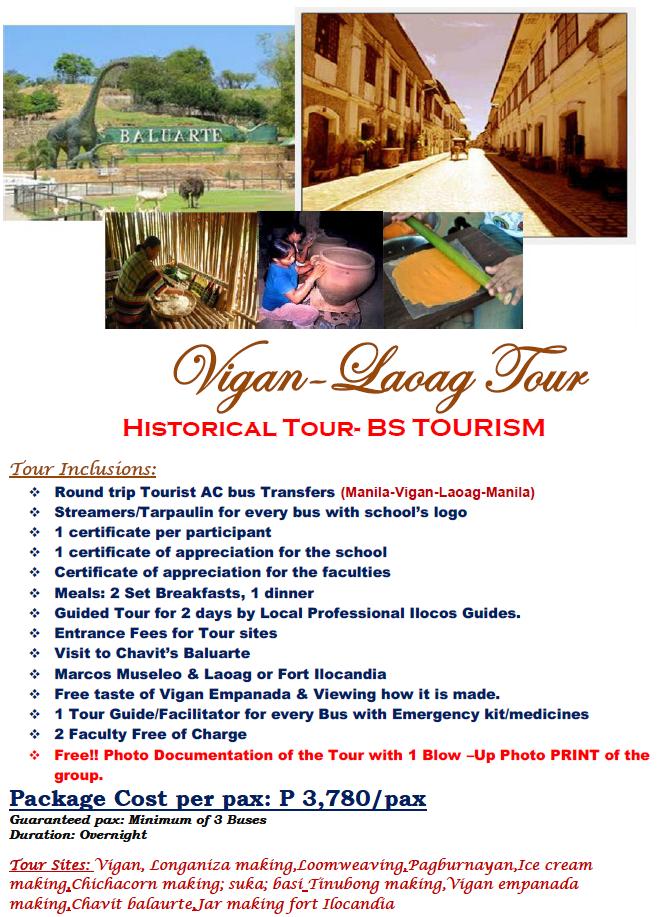 BALUARTE
Vigan-Laoag Tour
HISTORICAL TOUR- BS TOURISM
Tour Inclusions:
❖ Round trip Tourist AC bus Transfers (Manila-Vigan-Laoag-Manila)
❖ Streamers/Tarpaulin for every bus with school's logo
❖ 1 certificate per participant
❖ 1 certificate of appreciation for the school
❖ Certificate of appreciation for the faculties
❖ Meals: 2 Set Breakfasts, 1 dinner
❖ Guided Tour for 2 days by Local Professional Ilocos Guides.
❖ Entrance Fees for Tour sites
❖ Visit to Chavit's Baluarte
❖ Marcos Museleo & Laoag or Fort Ilocandia
❖ Free taste of Vigan Empanada & Viewing how it is made.
❖ 1 Tour Guide/Facilitator for every Bus with Emergency kit/medicines
❖ 2 Faculty Free of Charge
❖ Free!! Photo Documentation of the Tour with 1 Blow –Up Photo PRINT of the
group.
Package Cost per pax: P 3,780/pax
Guaranteed pax: Minimum of 3 Buses
Duration: Overnight
Tour Sites: Vigan, Longaniza making,Loomweaving,Pagburnayan,Ice cream
making,Chichacorn making; suka; basi Tinubong making,Vigan empanada
making,Chavit balaurte,Jar making fort Ilocandia